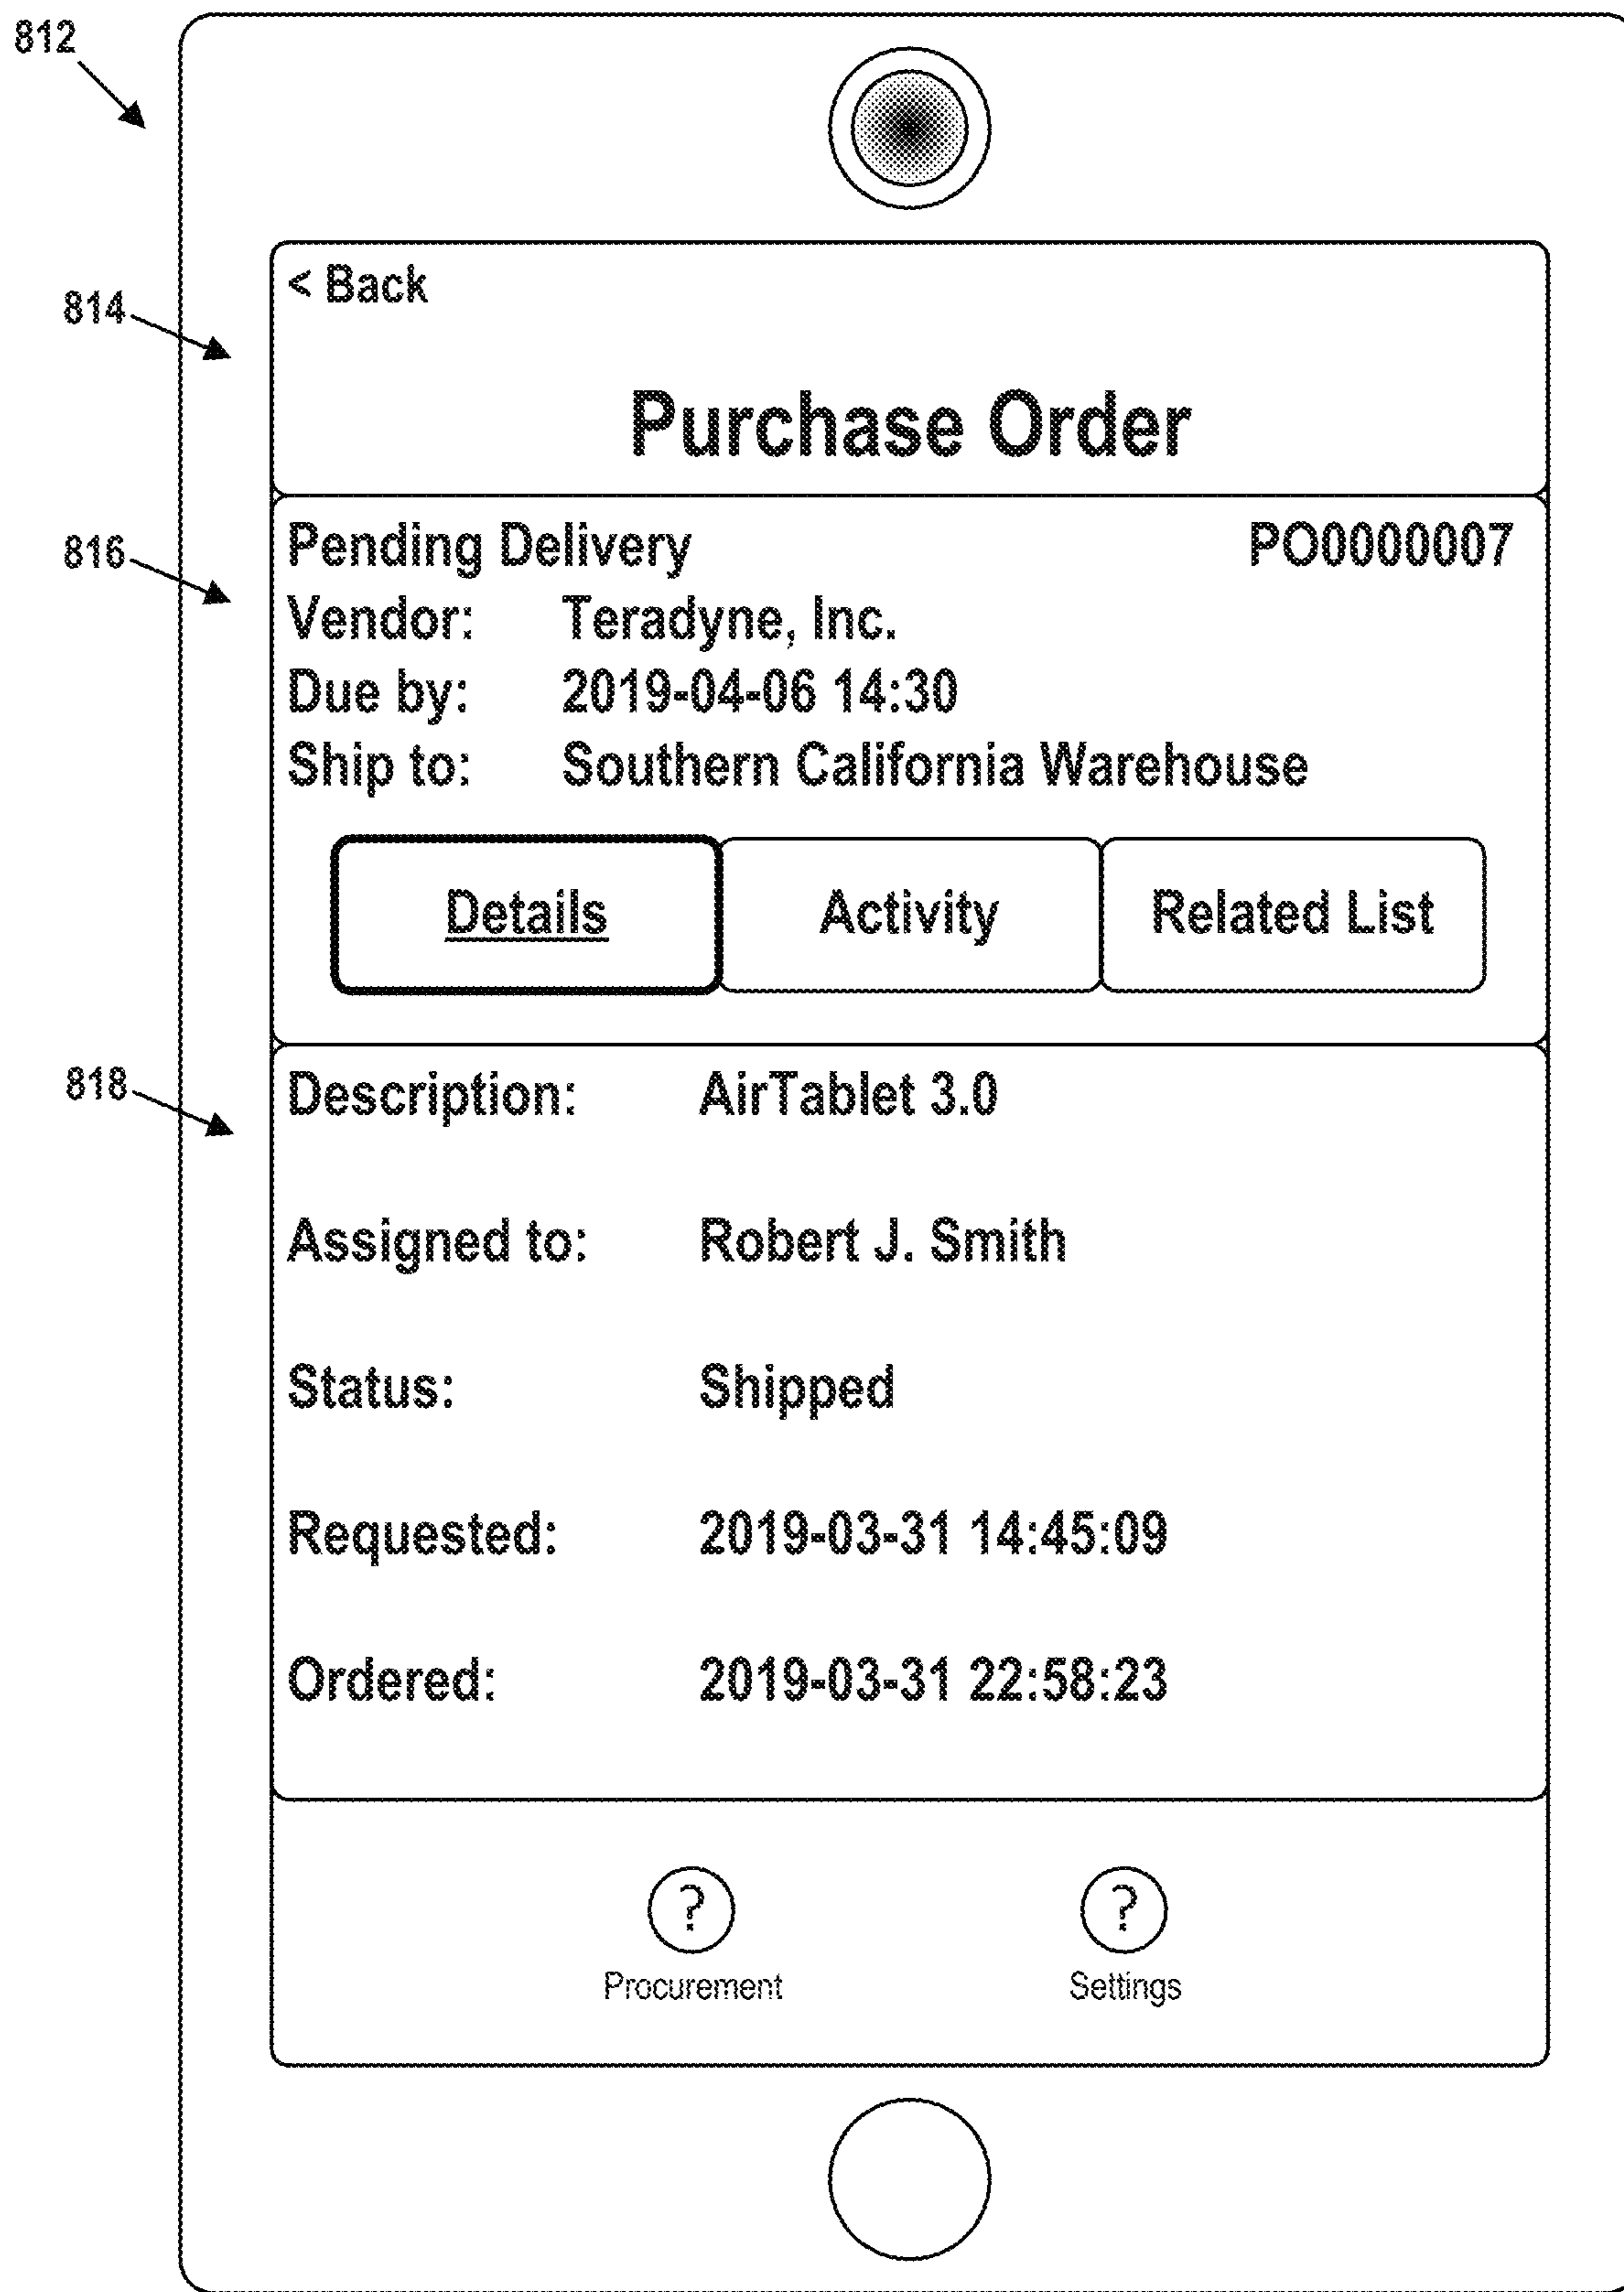 812
814
< Back
Purchase Order
816
Pending Delivery PO0000007
Vendor: Teradyne, Inc.
Due by: 2019-04-06 14:30
Ship to: Southern California Warehouse
Details Activity Related List
818
Description: AirTablet 3.0
Assigned to: Robert J. Smith
Status: Shipped
Requested: 2019-03-31 14:45:09
Ordered: 2019-03-31 22:58:23
? ?
Procurement Settings